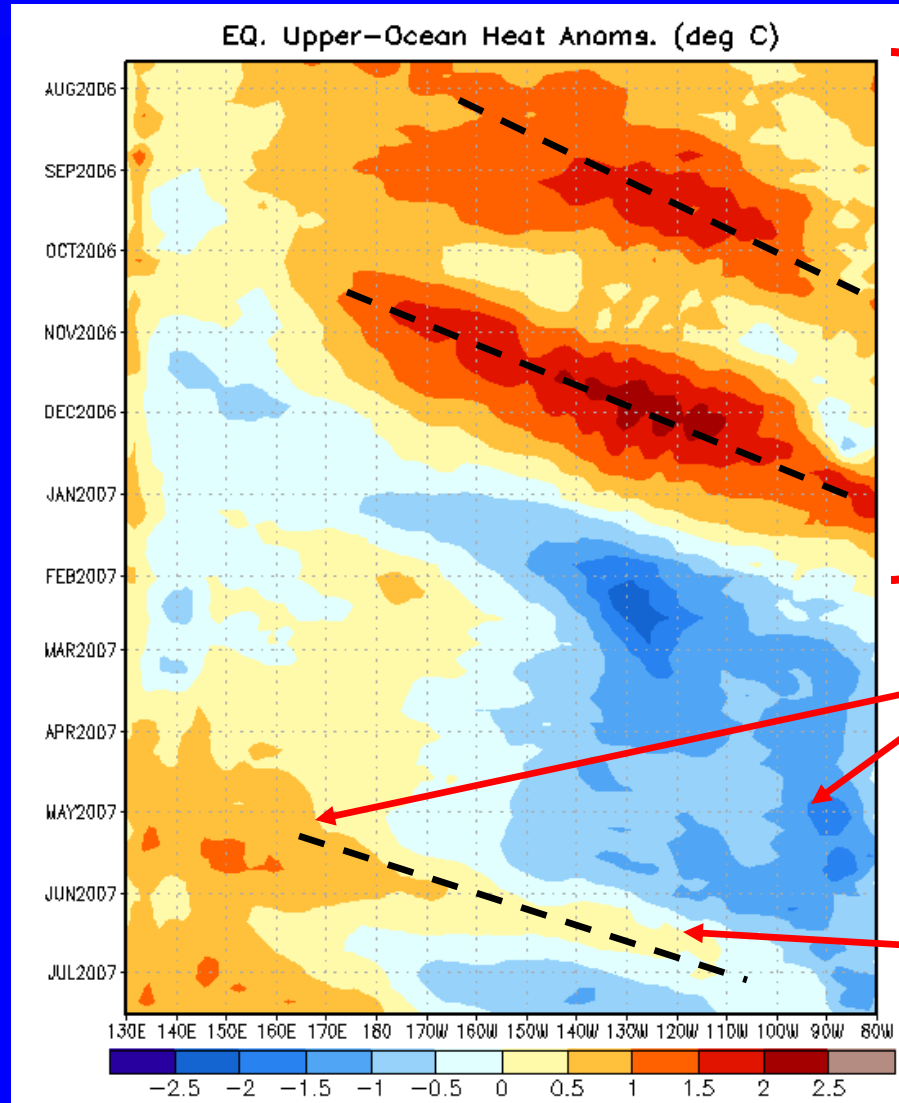 EQ. Upper-Ocean Heat Anoms. (deg C)
AUG2006
SEP2006
OCT2006
NOV2006
DEC2006
JAN2007
FEB2007
MAR2007
APR2007
MAY2007
JUN2007
JUL2007
130E 140E 150E 160E 170E 180 170W 160W 150W 140W 130W 120W 110W 100W 90W 80W
-2.5 -2 -1.5 -1 -0.5 0 0.5 1 1.5 2 2.5